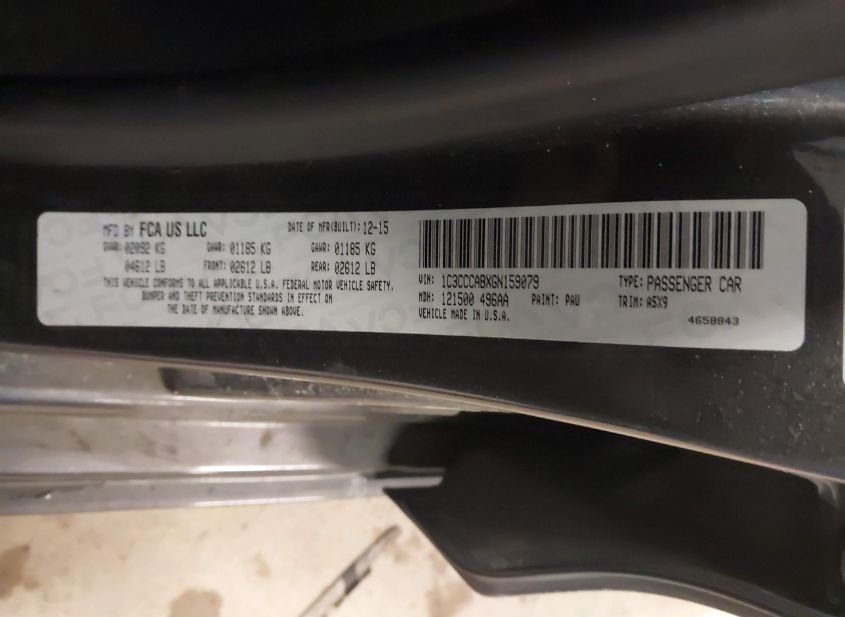 MFD BY FCA US LLC DATE OF MFR(BUILT): 12-15
GVWR: 02092 KG GAWR: 01185 KG GAWR: 01185 KG
04612 LB FRONT: 02612 LB REAR: 02612 LB
THIS VEHICLE CONFORMS TO ALL APPLICABLE U.S.A. FEDERAL MOTOR VEHICLE SAFETY,
BUMPER AND THEFT PREVENTION STANDARDS IN EFFECT ON
THE DATE OF MANUFACTURE SHOWN ABOVE.
VIN: 1C3CCCABXGN159079 TYPE: PASSENGER CAR
MDH: 121500 496AA PAINT: PAU TRIM: A5X9
VEHICLE MADE IN U.S.A. 4658843